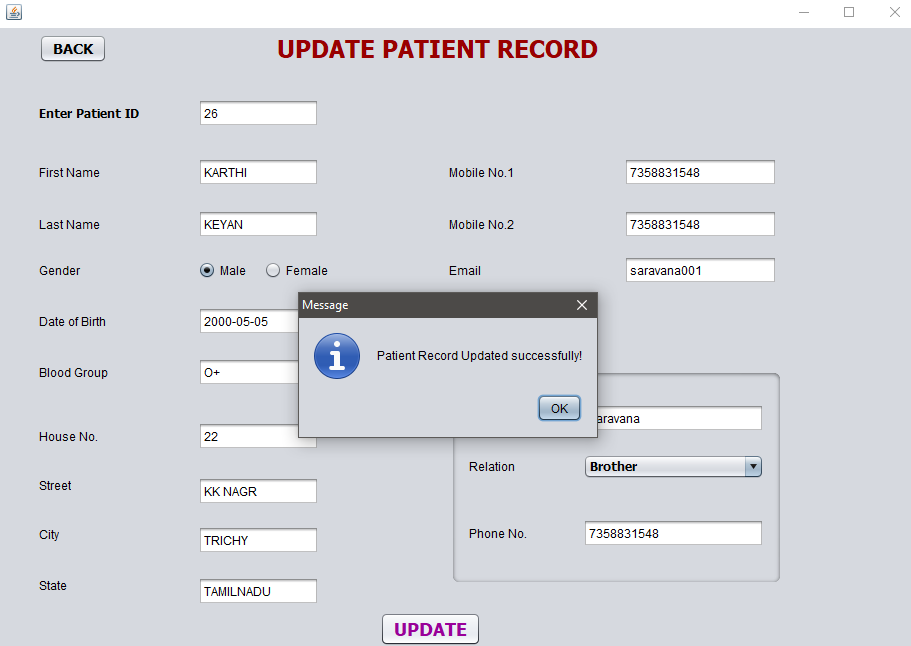 BACK
UPDATE PATIENT RECORD
Enter Patient ID 26
First Name KARTHI Mobile No.1 7358831548
Last Name KEYAN Mobile No.2 7358831548
Gender Male Female Email saravana001
Message
Date of Birth 2000-05-05
Patient Record Updated successfully!
Blood Group O+
OK
aravana
House No. 22
Relation Brother
Street KK NAGR
City TRICHY Phone No. 7358831548
State TAMILNADU
UPDATE